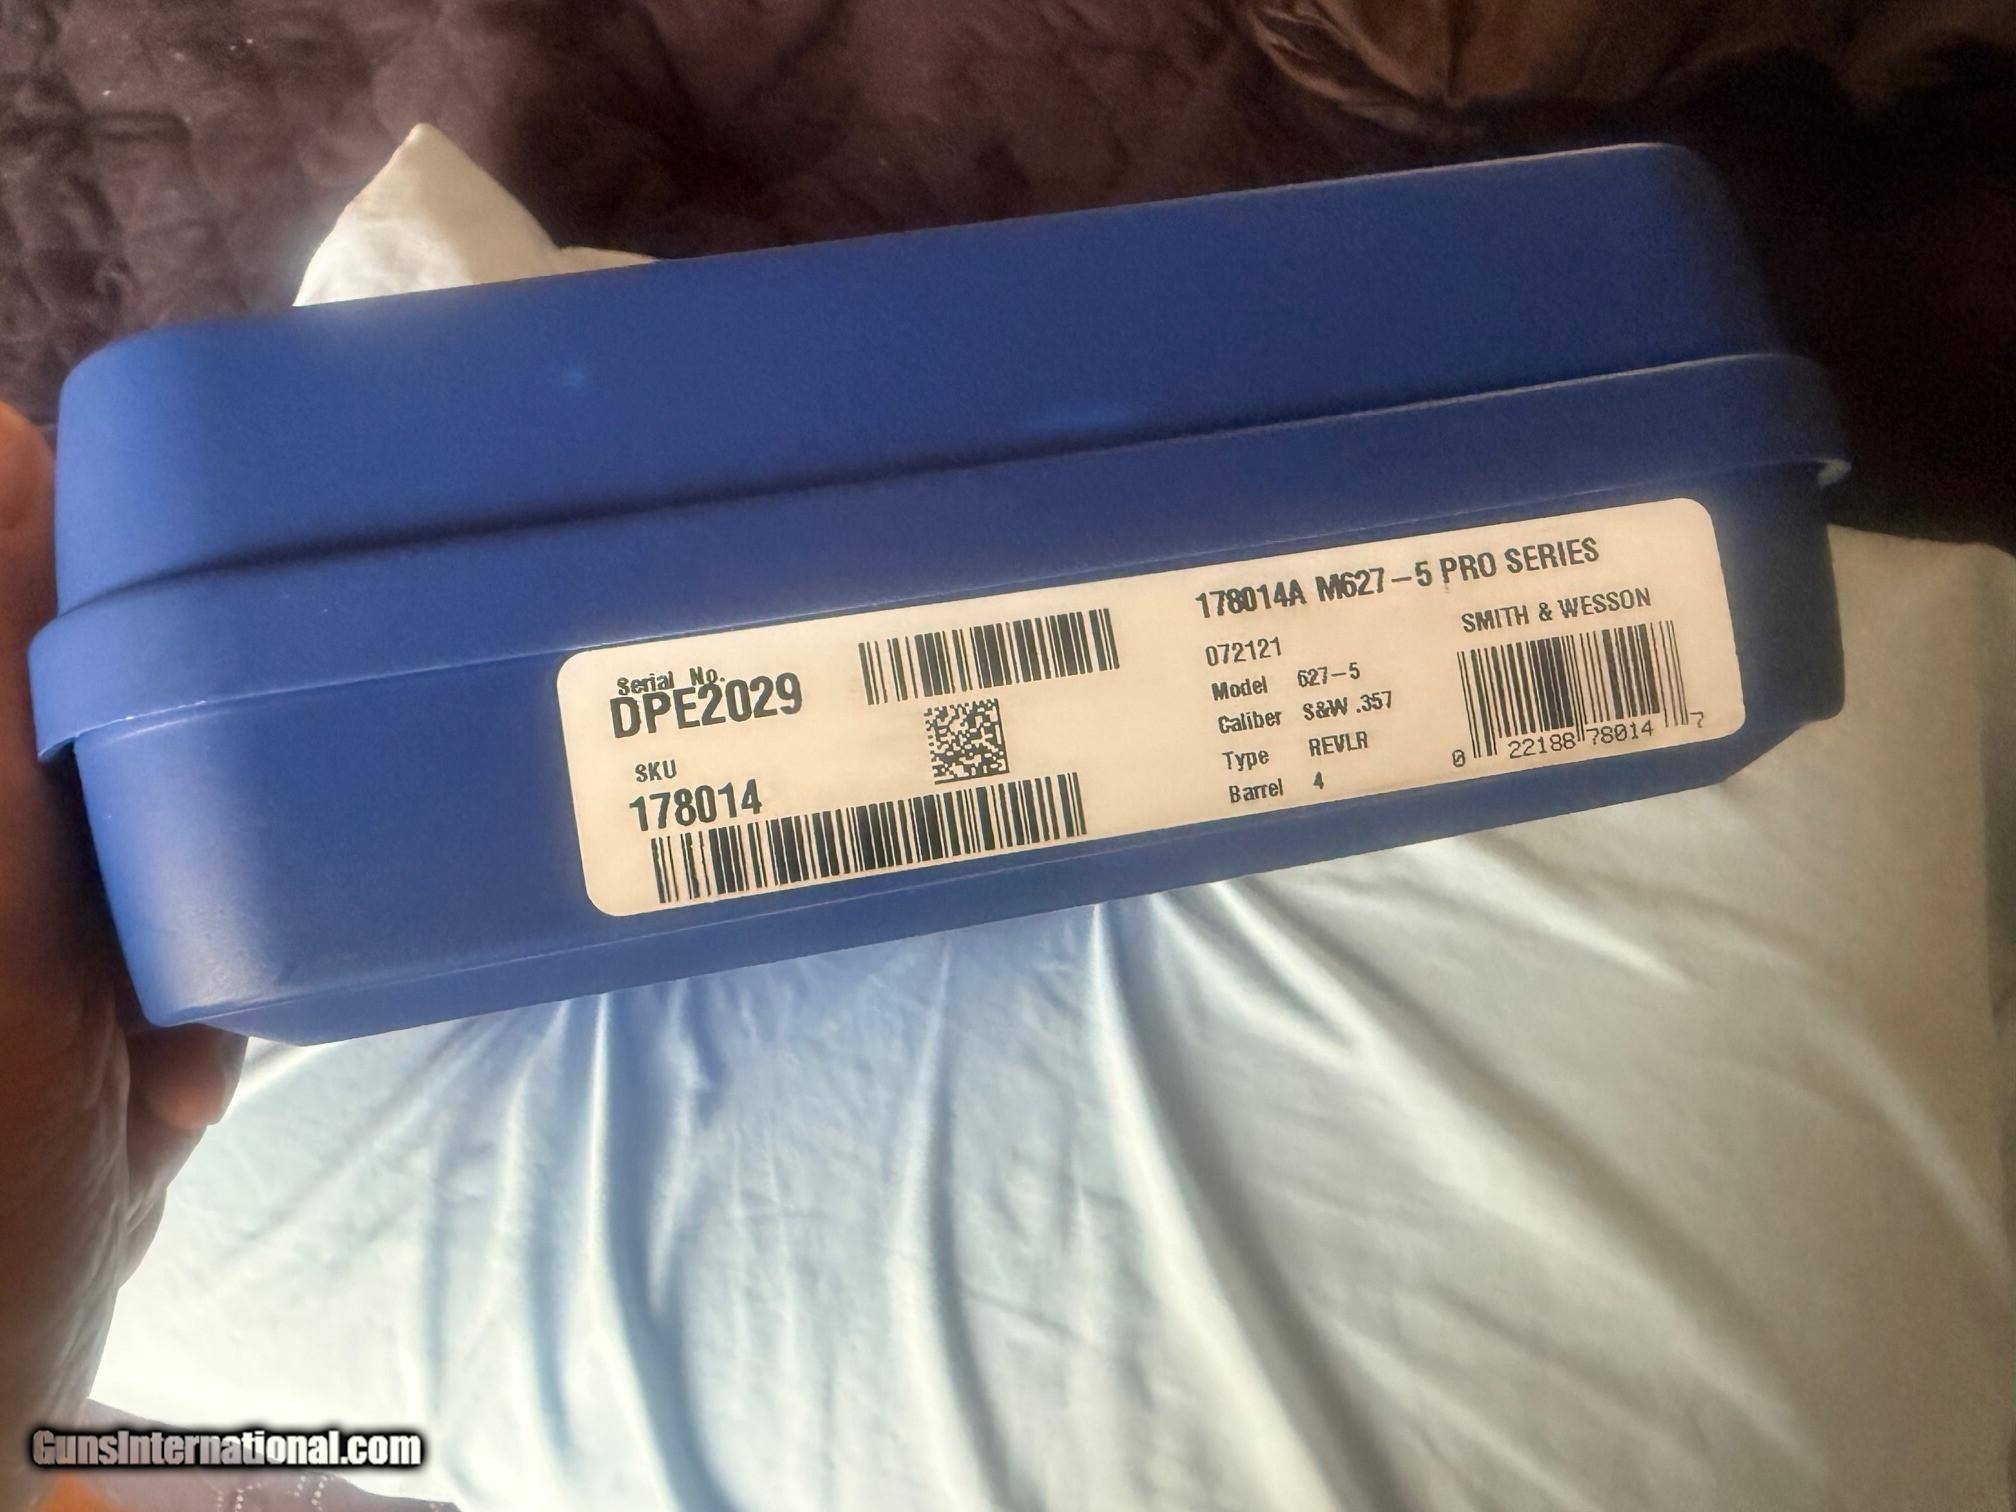 Serial No.
DPE2029
SKU
178014
178014A M627-5 PRO SERIES
072121
Model 627-5
Caliber S&W .357
Type REVLR
Barrel 4
SMITH & WESSON
0 22188 78014 7
GunsInternational.com